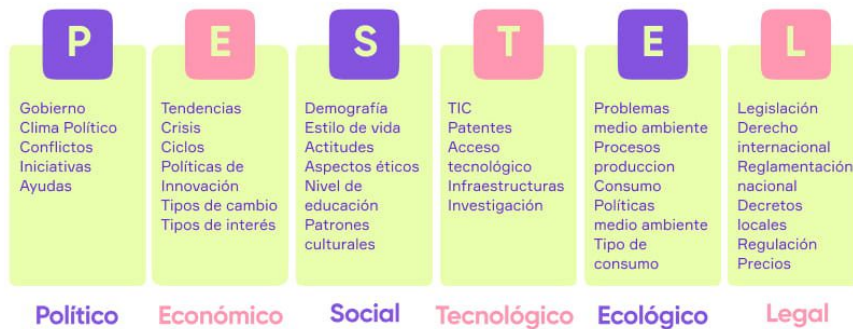 P
Gobierno
Clima Político
Conflictos
Iniciativas
Ayudas
Político
E
Tendencias
Crisis
Ciclos
Políticas de
Innovación
Tipos de cambio
Tipos de interés
Económico
S
Demografía
Estilo de vida
Actitudes
Aspectos éticos
Nivel de
educación
Patrones
culturales
Social
T
TIC
Patentes
Acceso
tecnológico
Infraestructuras
Investigación
Tecnológico
E
Problemas
medio ambiente
Procesos
produccion
Consumo
Políticas
medio ambiente
Tipo de
consumo
Ecológico
L
Legislación
Derecho
internacional
Reglamentación
nacional
Decretos
locales
Regulación
Precios
Legal